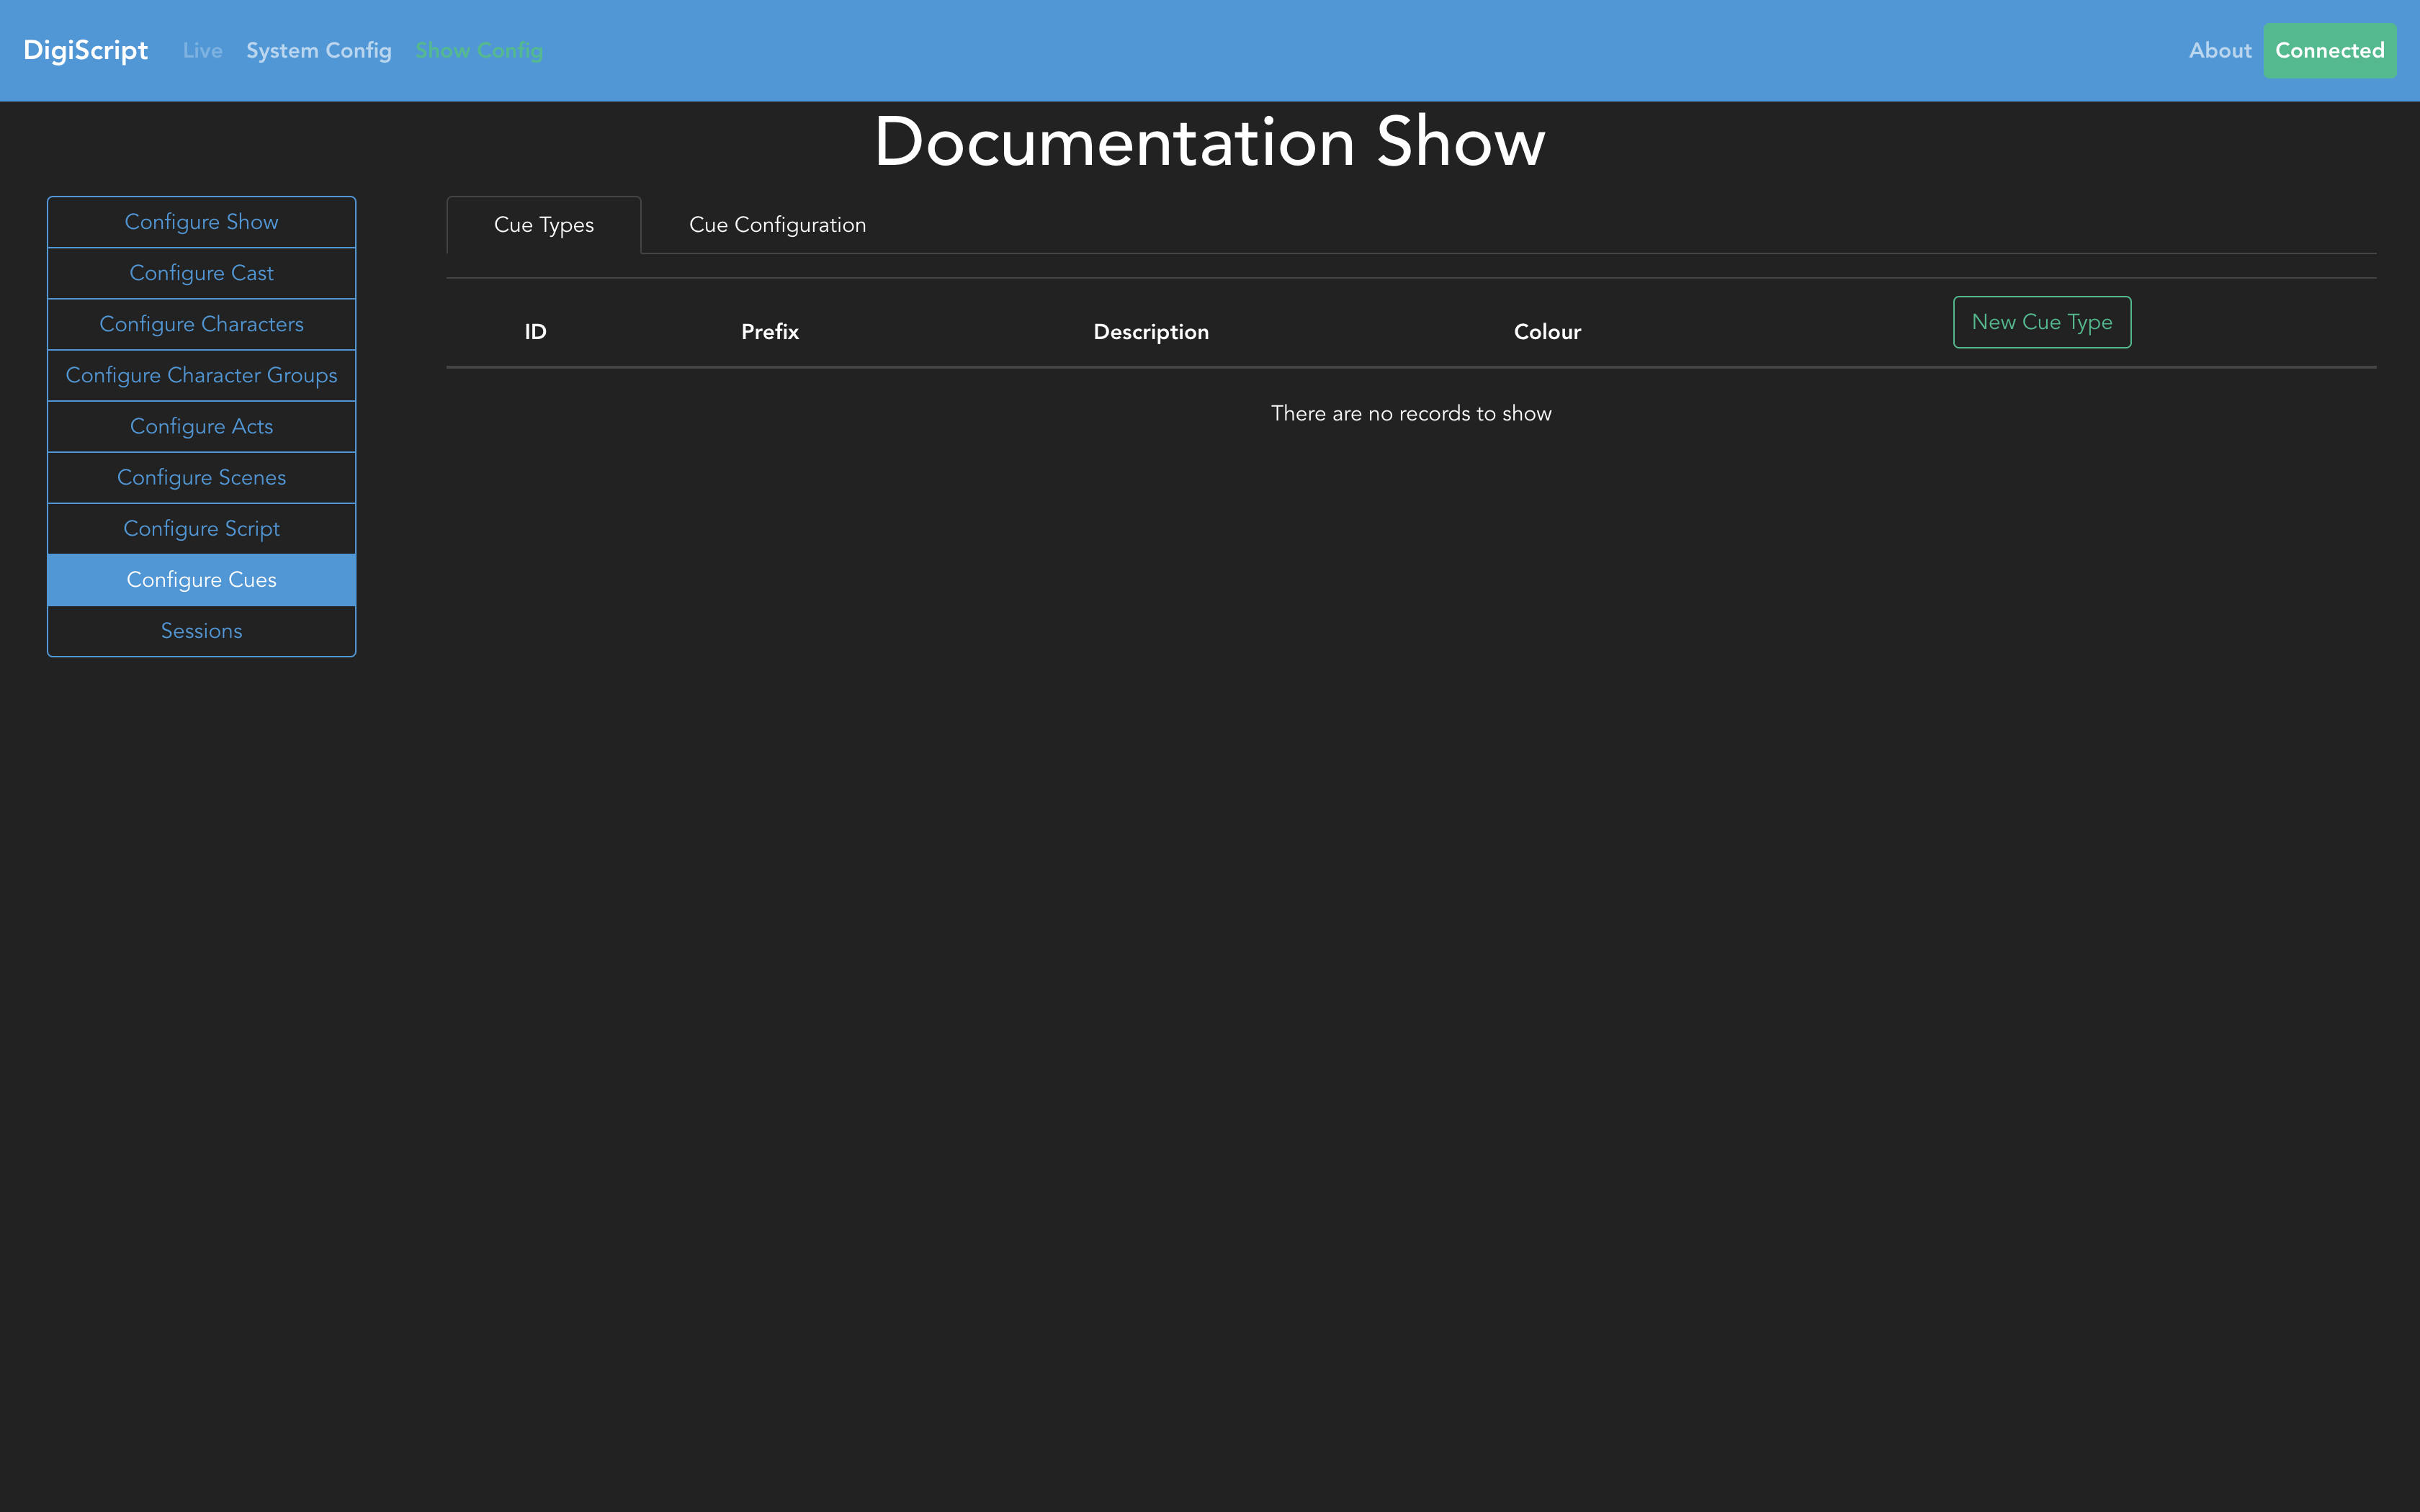 DigiScript Live System Config Show Config About Connected
Documentation Show
Configure Show
Configure Cast
Configure Characters
Configure Character Groups
Configure Acts
Configure Scenes
Configure Script
Configure Cues
Sessions
Cue Types Cue Configuration
ID Prefix Description Colour New Cue Type
There are no records to show